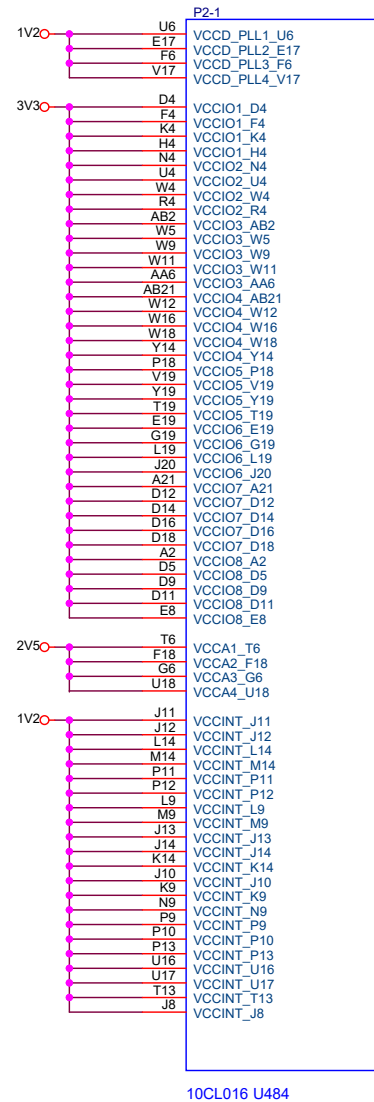 P2-1
1V2
U6 VCCD_PLL1_U6
E17 VCCD_PLL2_E17
F6 VCCD_PLL3_F6
V17 VCCD_PLL4_V17
3V3
D4 VCCIO1_D4
F4 VCCIO1_F4
K4 VCCIO1_K4
H4 VCCIO1_H4
N4 VCCIO2_N4
U4 VCCIO2_U4
W4 VCCIO2_W4
R4 VCCIO2_R4
AB2 VCCIO3_AB2
W5 VCCIO3_W5
W9 VCCIO3_W9
W11 VCCIO3_W11
AA6 VCCIO3_AA6
AB21 VCCIO4_AB21
W12 VCCIO4_W12
W16 VCCIO4_W16
W18 VCCIO4_W18
Y14 VCCIO4_Y14
P18 VCCIO5_P18
V19 VCCIO5_V19
Y19 VCCIO5_Y19
T19 VCCIO5_T19
E19 VCCIO6_E19
G19 VCCIO6_G19
L19 VCCIO6_L19
J20 VCCIO6_J20
A21 VCCIO7_A21
D12 VCCIO7_D12
D14 VCCIO7_D14
D16 VCCIO7_D16
D18 VCCIO7_D18
A2 VCCIO8_A2
D5 VCCIO8_D5
D9 VCCIO8_D9
D11 VCCIO8_D11
E8 VCCIO8_E8
2V5
T6 VCCA1_T6
F18 VCCA2_F18
G6 VCCA3_G6
U18 VCCA4_U18
1V2
J11 VCCINT_J11
J12 VCCINT_J12
L14 VCCINT_L14
M14 VCCINT_M14
P11 VCCINT_P11
P12 VCCINT_P12
L9 VCCINT_L9
M9 VCCINT_M9
J13 VCCINT_J13
J14 VCCINT_J14
K14 VCCINT_K14
J10 VCCINT_J10
K9 VCCINT_K9
N9 VCCINT_N9
P9 VCCINT_P9
P10 VCCINT_P10
P13 VCCINT_P13
U16 VCCINT_U16
U17 VCCINT_U17
T13 VCCINT_T13
J8 VCCINT_J8
10CL016 U484